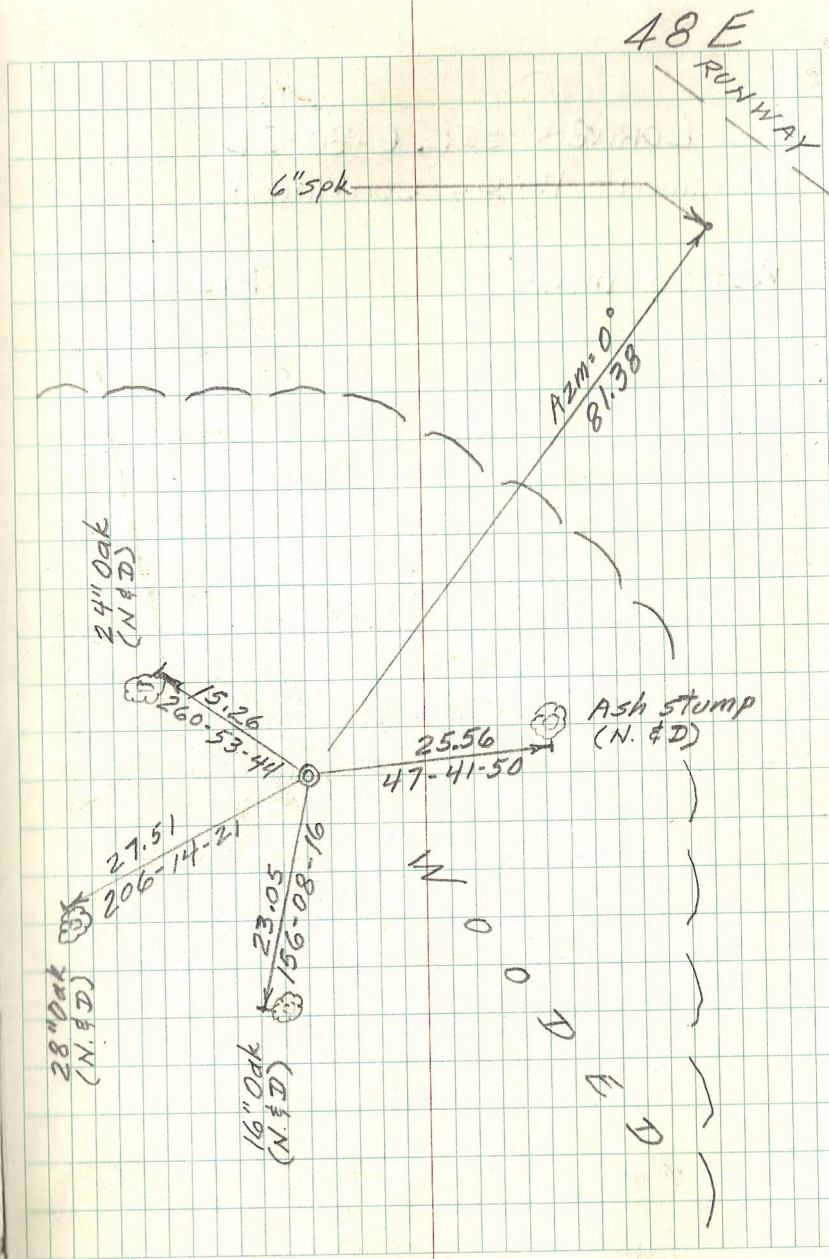 48 E
RUNWAY
6" spk
Azm= 0°
81.38
24" Oak
(N & D)
15.26
260-53-44
Ash stump
(N. & D)
25.56
47-41-50
27.51
206-14-21
23.05
156-08-16
28" Oak
(N. & D)
16" Oak
(N. & D)
WOODED